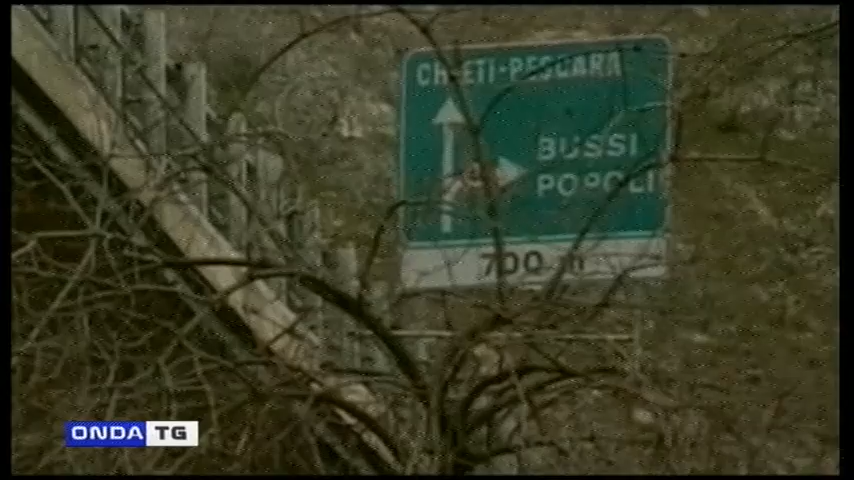 CHIETI-PESCARA
BUSSI
POPOLI
700 m
ONDA TG